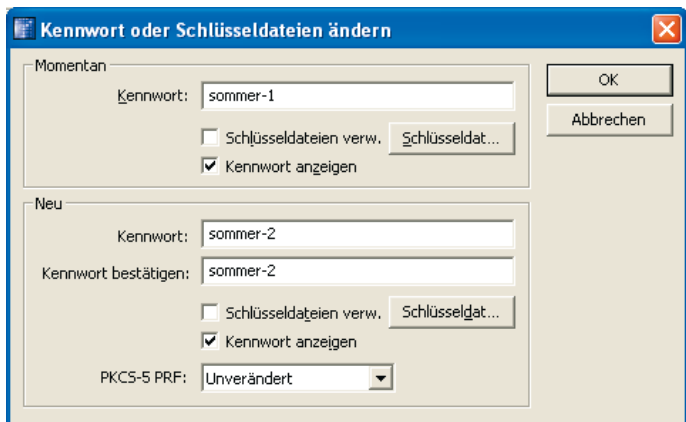 Kennwort oder Schlüsseldateien ändern
Momentan
Kennwort: sommer-1
Schlüsseldateien verw. Schlüsseldat...
Kennwort anzeigen
OK
Abbrechen
Neu
Kennwort: sommer-2
Kennwort bestätigen: sommer-2
Schlüsseldateien verw. Schlüsseldat...
Kennwort anzeigen
PKCS-5 PRF: Unverändert